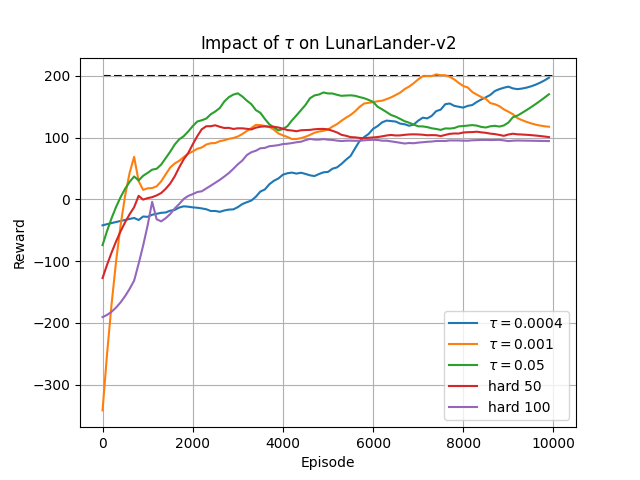 Impact of τ on LunarLander-v2
Reward
200
100
0
−100
−200
−300
τ = 0.0004
τ = 0.001
τ = 0.05
hard 50
hard 100
0 2000 4000 6000 8000 10000
Episode